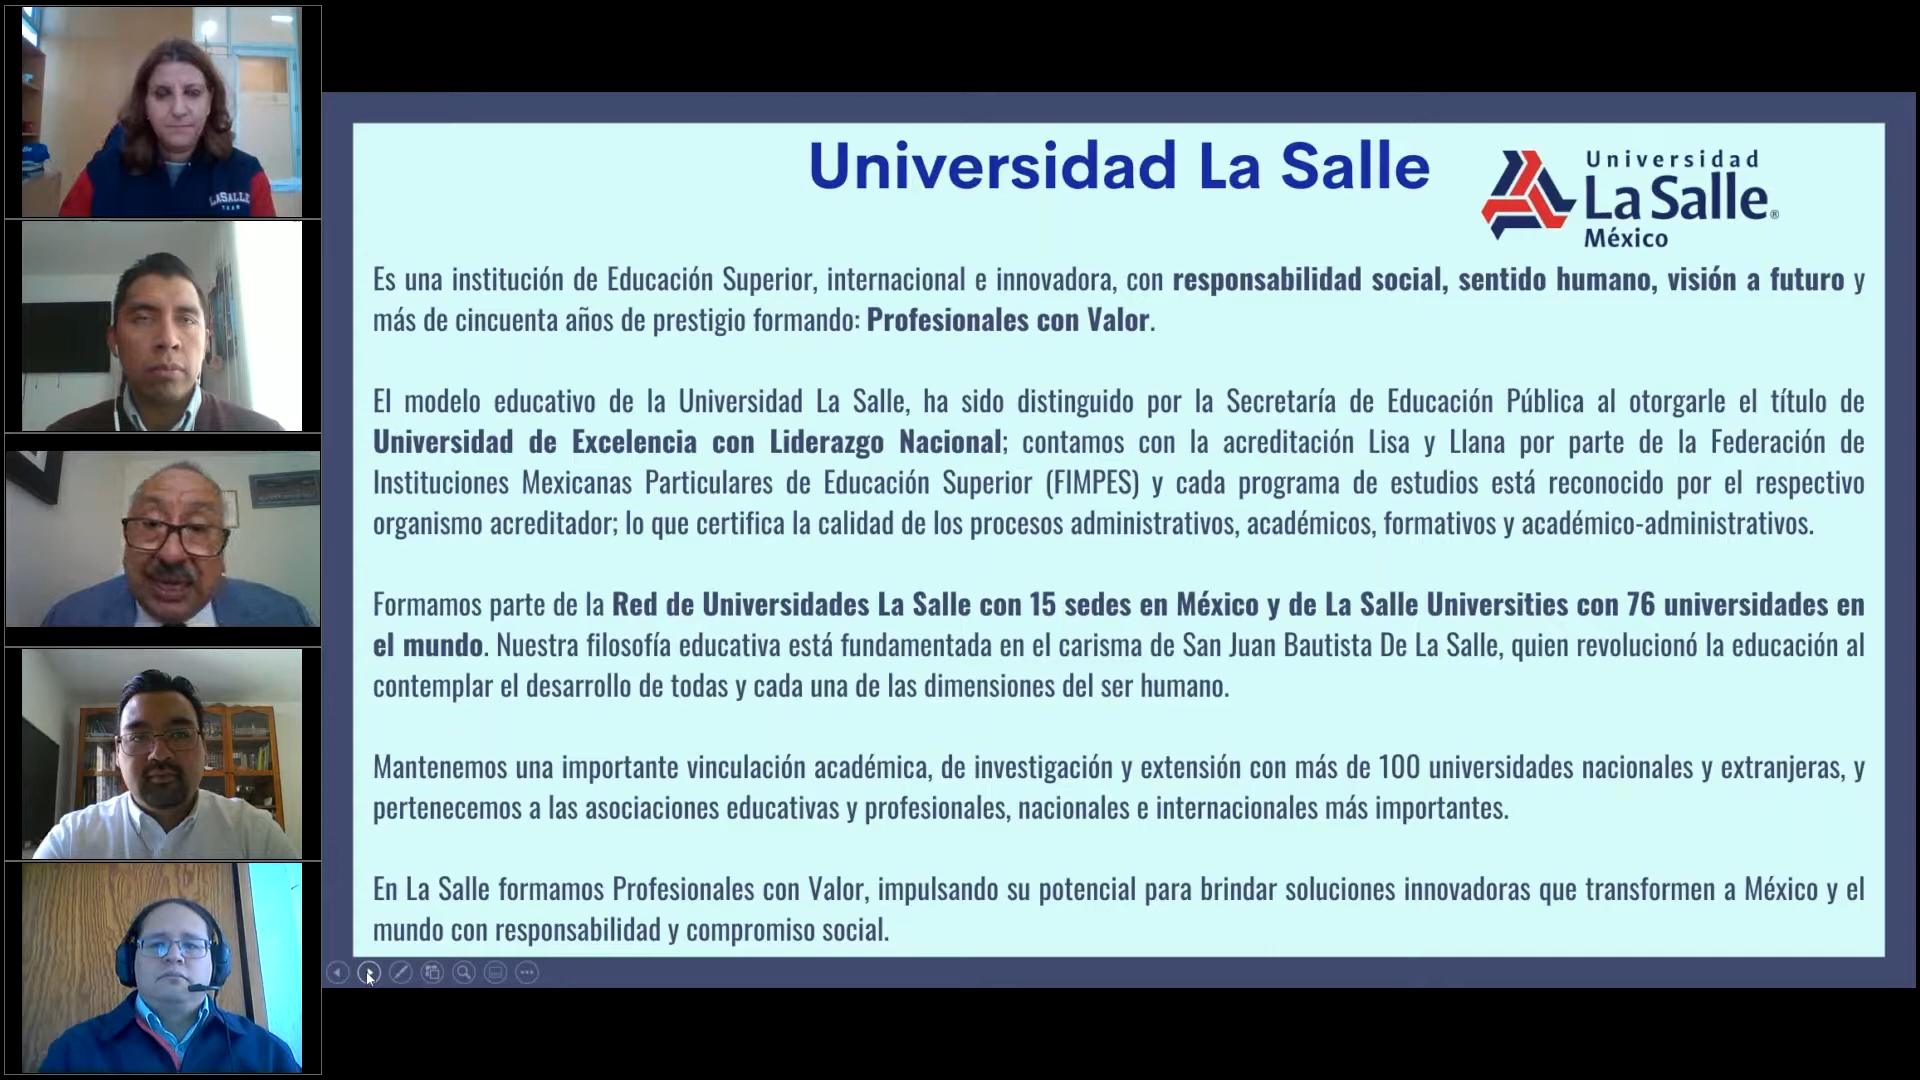 LASALLE
TEAM
Universidad La Salle
Universidad
La Salle®
México
Es una institución de Educación Superior, internacional e innovadora, con responsabilidad social, sentido humano, visión a futuro y
más de cincuenta años de prestigio formando: Profesionales con Valor.
El modelo educativo de la Universidad La Salle, ha sido distinguido por la Secretaría de Educación Pública al otorgarle el título de
Universidad de Excelencia con Liderazgo Nacional; contamos con la acreditación Lisa y Llana por parte de la Federación de
Instituciones Mexicanas Particulares de Educación Superior (FIMPES) y cada programa de estudios está reconocido por el respectivo
organismo acreditador; lo que certifica la calidad de los procesos administrativos, académicos, formativos y académico-administrativos.
Formamos parte de la Red de Universidades La Salle con 15 sedes en México y de La Salle Universities con 76 universidades en
el mundo. Nuestra filosofía educativa está fundamentada en el carisma de San Juan Bautista De La Salle, quien revolucionó la educación al
contemplar el desarrollo de todas y cada una de las dimensiones del ser humano.
Mantenemos una importante vinculación académica, de investigación y extensión con más de 100 universidades nacionales y extranjeras, y
pertenecemos a las asociaciones educativas y profesionales, nacionales e internacionales más importantes.
En La Salle formamos Profesionales con Valor, impulsando su potencial para brindar soluciones innovadoras que transformen a México y el
mundo con responsabilidad y compromiso social.